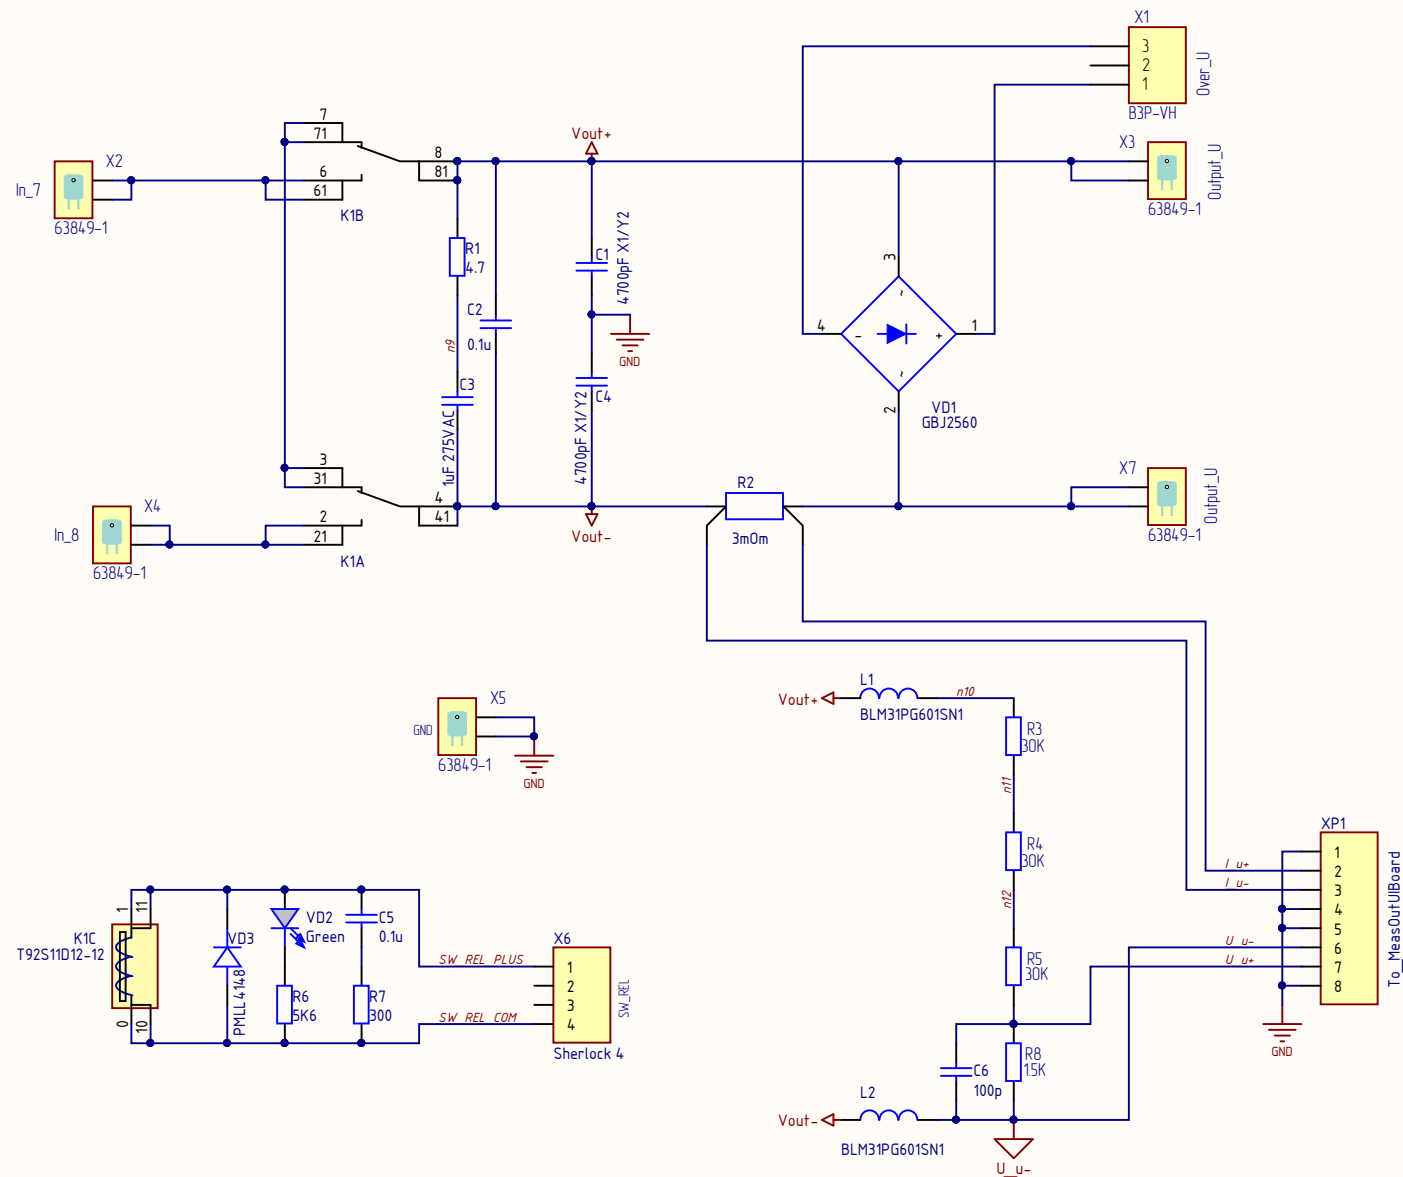 X1
3
2
1
Over_U
B3P-VH
7
71
8
81
6
61
K1B
X2
In_7
63849-1
Vout+
X3
Output_U
63849-1
R1
4.7
C2
0.1u
n9
C3
1uF 275VAC
C1
4700pF X1/Y2
GND
C4
4700pF X1/Y2
3
~
4
-
+
1
~
2
VD1
GBJ2560
3
31
4
41
2
21
K1A
X4
In_8
63849-1
Vout-
R2
3mOm
X7
Output_U
63849-1
X5
GND
63849-1
GND
Vout+
L1
BLM31PG601SN1
n10
R3
30K
n11
R4
30K
n12
R5
30K
R8
1.5K
C6
100p
Vout-
L2
BLM31PG601SN1
U_u-
XP1
1
2
3
4
5
6
7
8
I_u+
I_u-
U_u-
U_u+
To_MeasOutUIBoard
GND
K1C
T92S11D12-12
1
11
0
10
VD3
PMLL4148
VD2
Green
R6
5K6
C5
0.1u
R7
300
SW_REL_PLUS
SW_REL_COM
X6
1
2
3
4
SW_REL
Sherlock 4